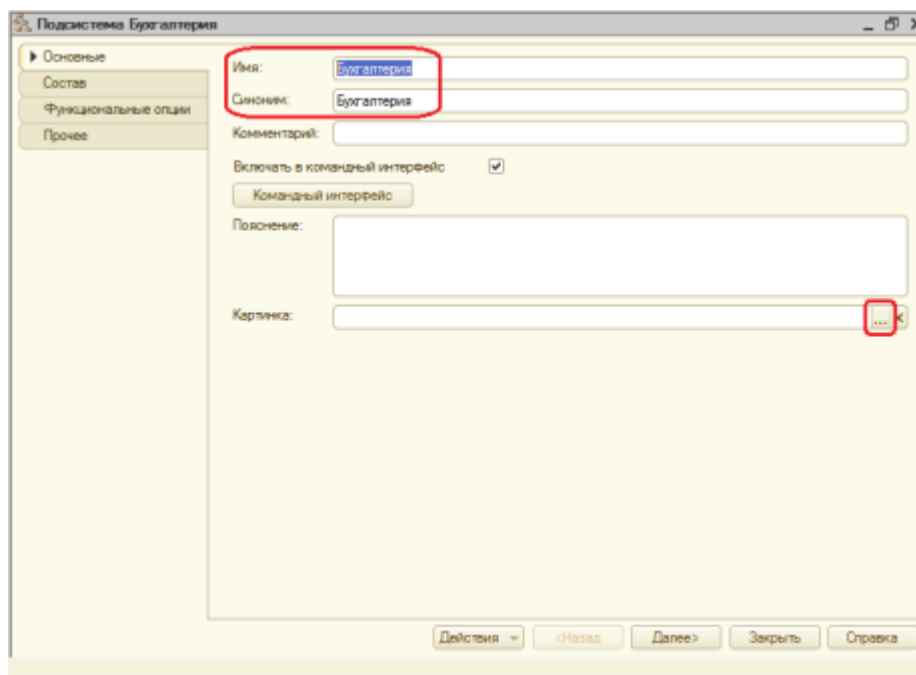 Подсистема Бухгалтерия
Основные
Состав
Функциональные опции
Прочее
Имя: Бухгалтерия
Синоним: Бухгалтерия
Комментарий:
Включать в командный интерфейс
Командный интерфейс
Пояснение:
Картинка: ...
Действия <Назад Далее> Закрыть Справка